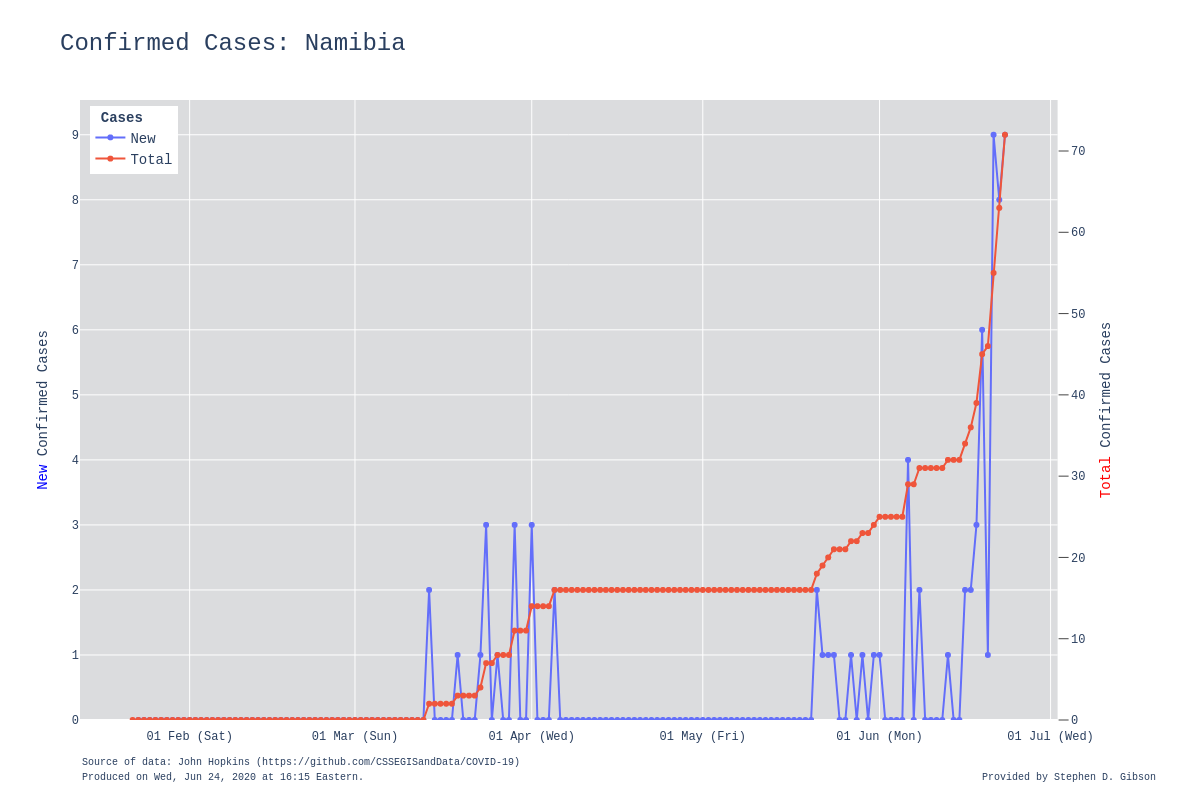 Confirmed Cases: Namibia
Cases
New
Total
9
8
7
6
5
4
3
2
1
0
70
60
50
40
30
20
10
0
New Confirmed Cases
Total Confirmed Cases
01 Feb (Sat)
01 Mar (Sun)
01 Apr (Wed)
01 May (Fri)
01 Jun (Mon)
01 Jul (Wed)
Source of data: John Hopkins (https://github.com/CSSEGISandData/COVID-19)
Produced on Wed, Jun 24, 2020 at 16:15 Eastern.
Provided by Stephen D. Gibson